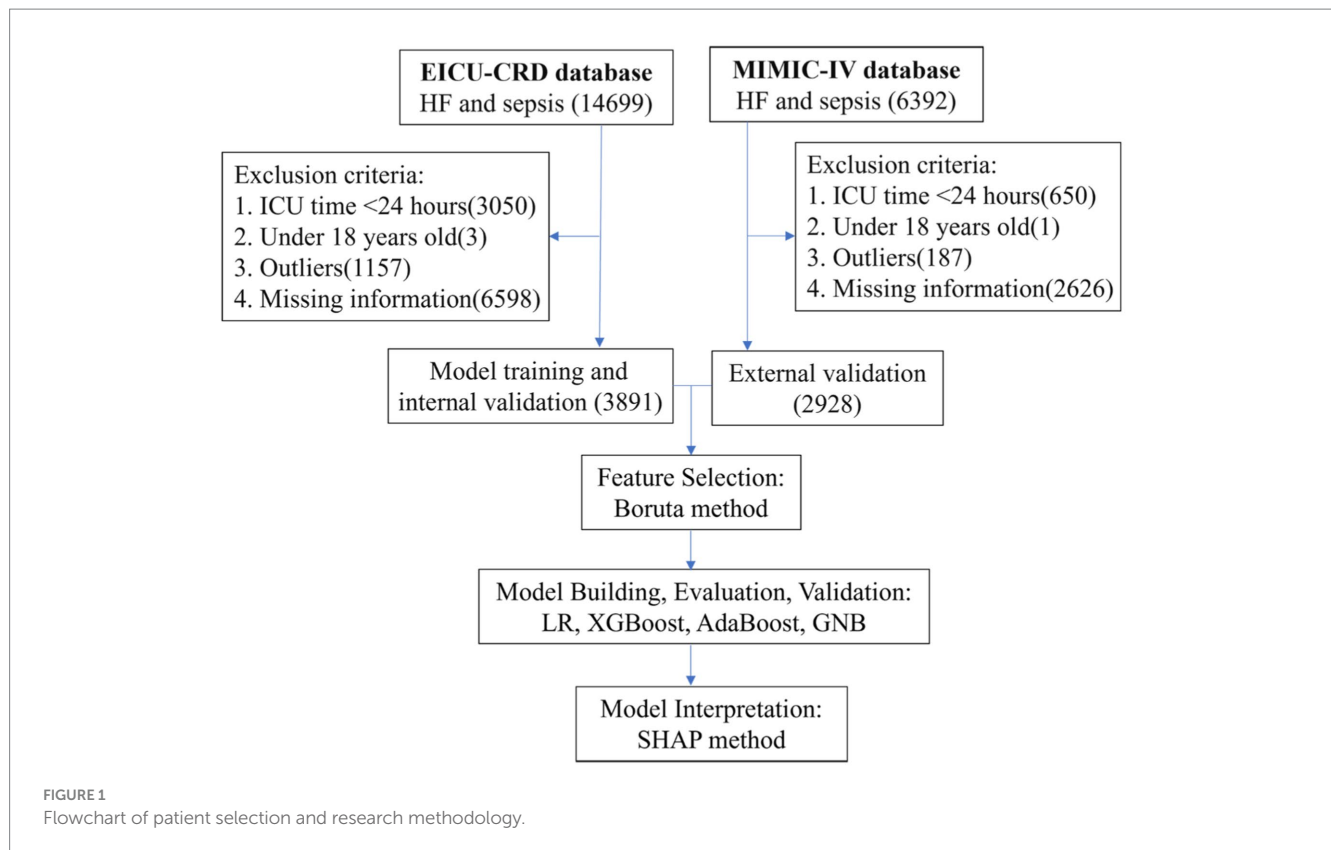 EICU-CRD database
HF and sepsis (14699)
MIMIC-IV database
HF and sepsis (6392)
Exclusion criteria:
1. ICU time <24 hours(3050)
2. Under 18 years old(3)
3. Outliers(1157)
4. Missing information(6598)
Exclusion criteria:
1. ICU time <24 hours(650)
2. Under 18 years old(1)
3. Outliers(187)
4. Missing information(2626)
Model training and
internal validation (3891)
External validation
(2928)
Feature Selection:
Boruta method
Model Building, Evaluation, Validation:
LR, XGBoost, AdaBoost, GNB
Model Interpretation:
SHAP method
FIGURE 1
Flowchart of patient selection and research methodology.